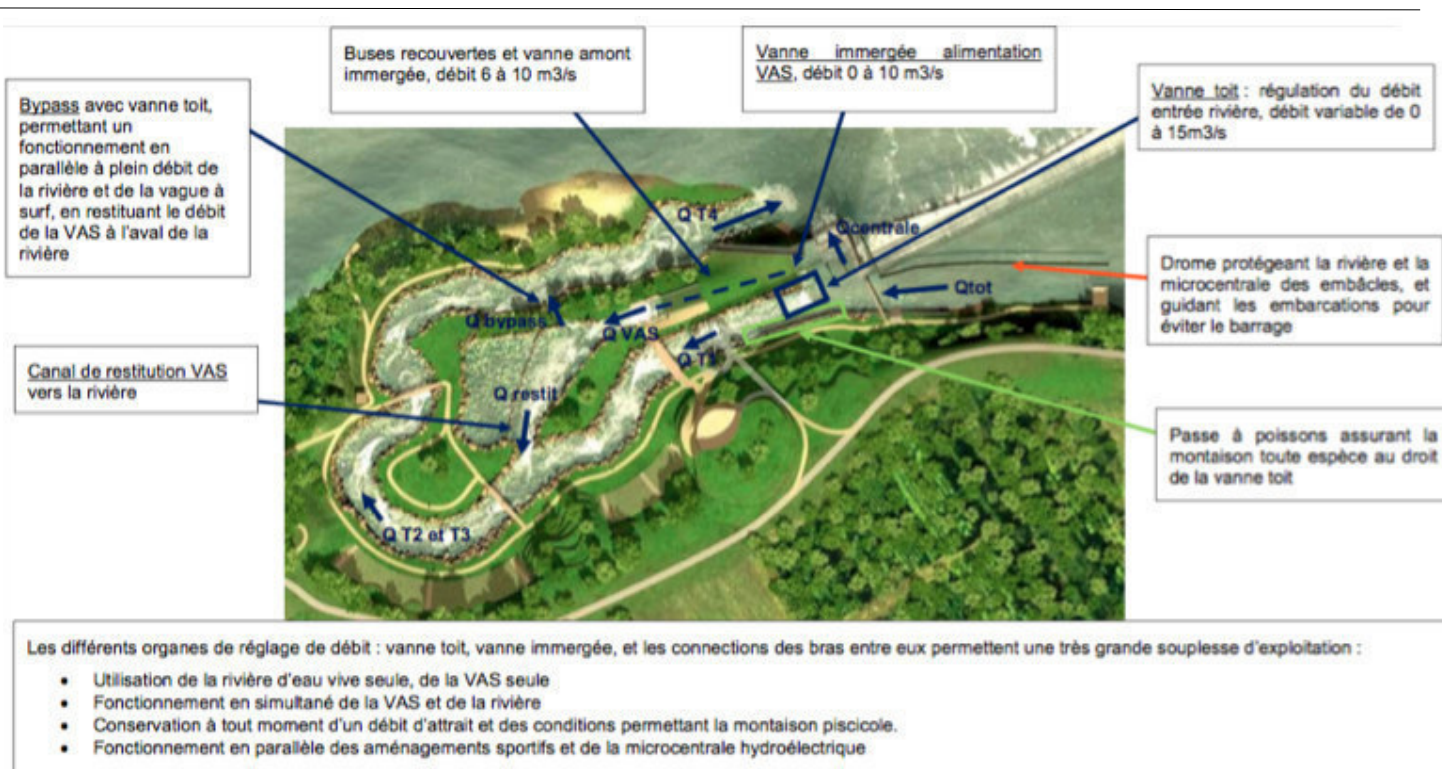 Buses recouvertes et vanne amont
immergée, débit 6 à 10 m3/s
Vanne immergée alimentation
VAS, débit 0 à 10 m3/s
Vanne toit : régulation du débit
entrée rivière, débit variable de 0
à 15m3/s
Bypass avec vanne toit,
permettant un
fonctionnement en
parallèle à plein débit de
la rivière et de la vague à
surf, en restituant le débit
de la VAS à l'aval de la
rivière
Q T4
Qcentrale
Qtot
Q bypass
Q VAS
Q T1
Q restit
Q T2 et T3
Drome protégeant la rivière et la
microcentrale des embâcles, et
guidant les embarcations pour
éviter le barrage
Canal de restitution VAS
vers la rivière
Passe à poissons assurant la
montaison toute espèce au droit
de la vanne toit
Les différents organes de réglage de débit : vanne toit, vanne immergée, et les connections des bras entre eux permettent une très grande souplesse d'exploitation :
• Utilisation de la rivière d'eau vive seule, de la VAS seule
• Fonctionnement en simultané de la VAS et de la rivière
• Conservation à tout moment d'un débit d'attrait et des conditions permettant la montaison piscicole.
• Fonctionnement en parallèle des aménagements sportifs et de la microcentrale hydroélectrique